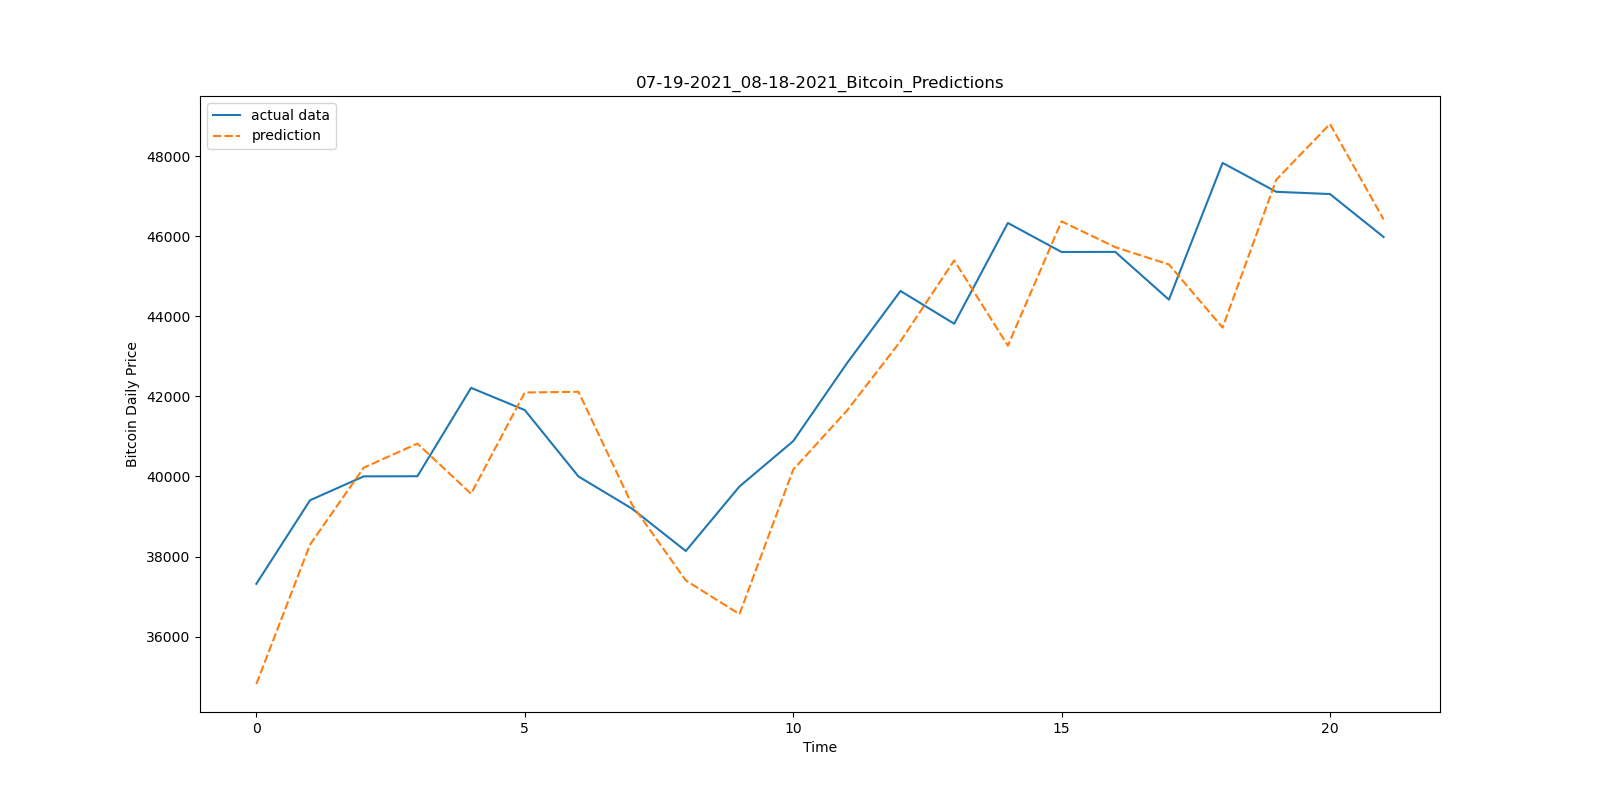 07-19-2021_08-18-2021_Bitcoin_Predictions
actual data
prediction
48000
46000
44000
42000
40000
38000
36000
Bitcoin Daily Price
0 5 10 15 20
Time